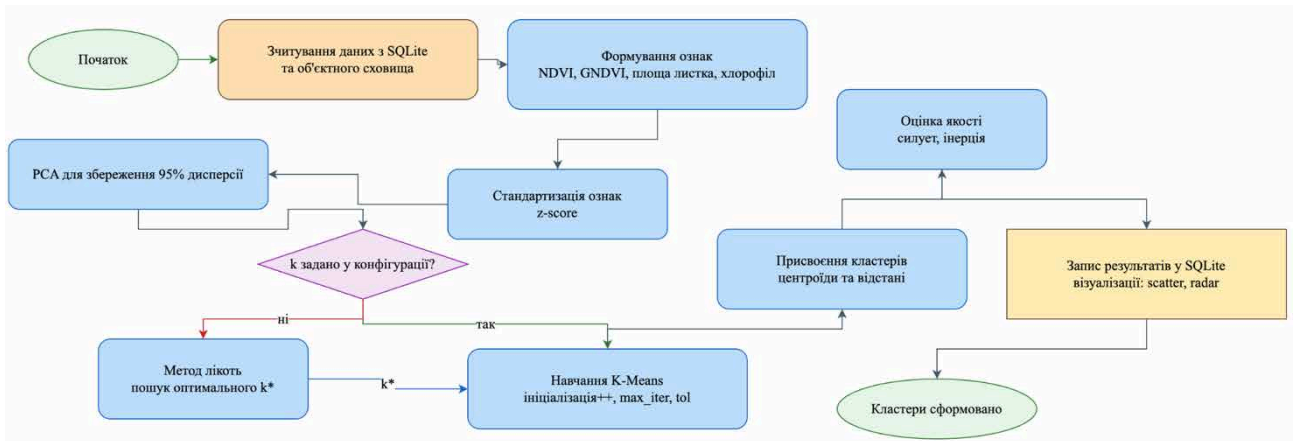 Початок
Зчитування даних з SQLite
та об'єктного сховища
Формування ознак
NDVI, GNDVI, площа листка, хлорофіл
Стандартизація ознак
z-score
PCA для збереження 95% дисперсії
k задано у конфігурації?
ні
так
Метод лікоть
пошук оптимального k*
k*
Навчання K-Means
ініціалізація++, max_iter, tol
Присвоєння кластерів
центроїди та відстані
Оцінка якості
силует, інерція
Запис результатів у SQLite
візуалізації: scatter, radar
Кластери сформовано